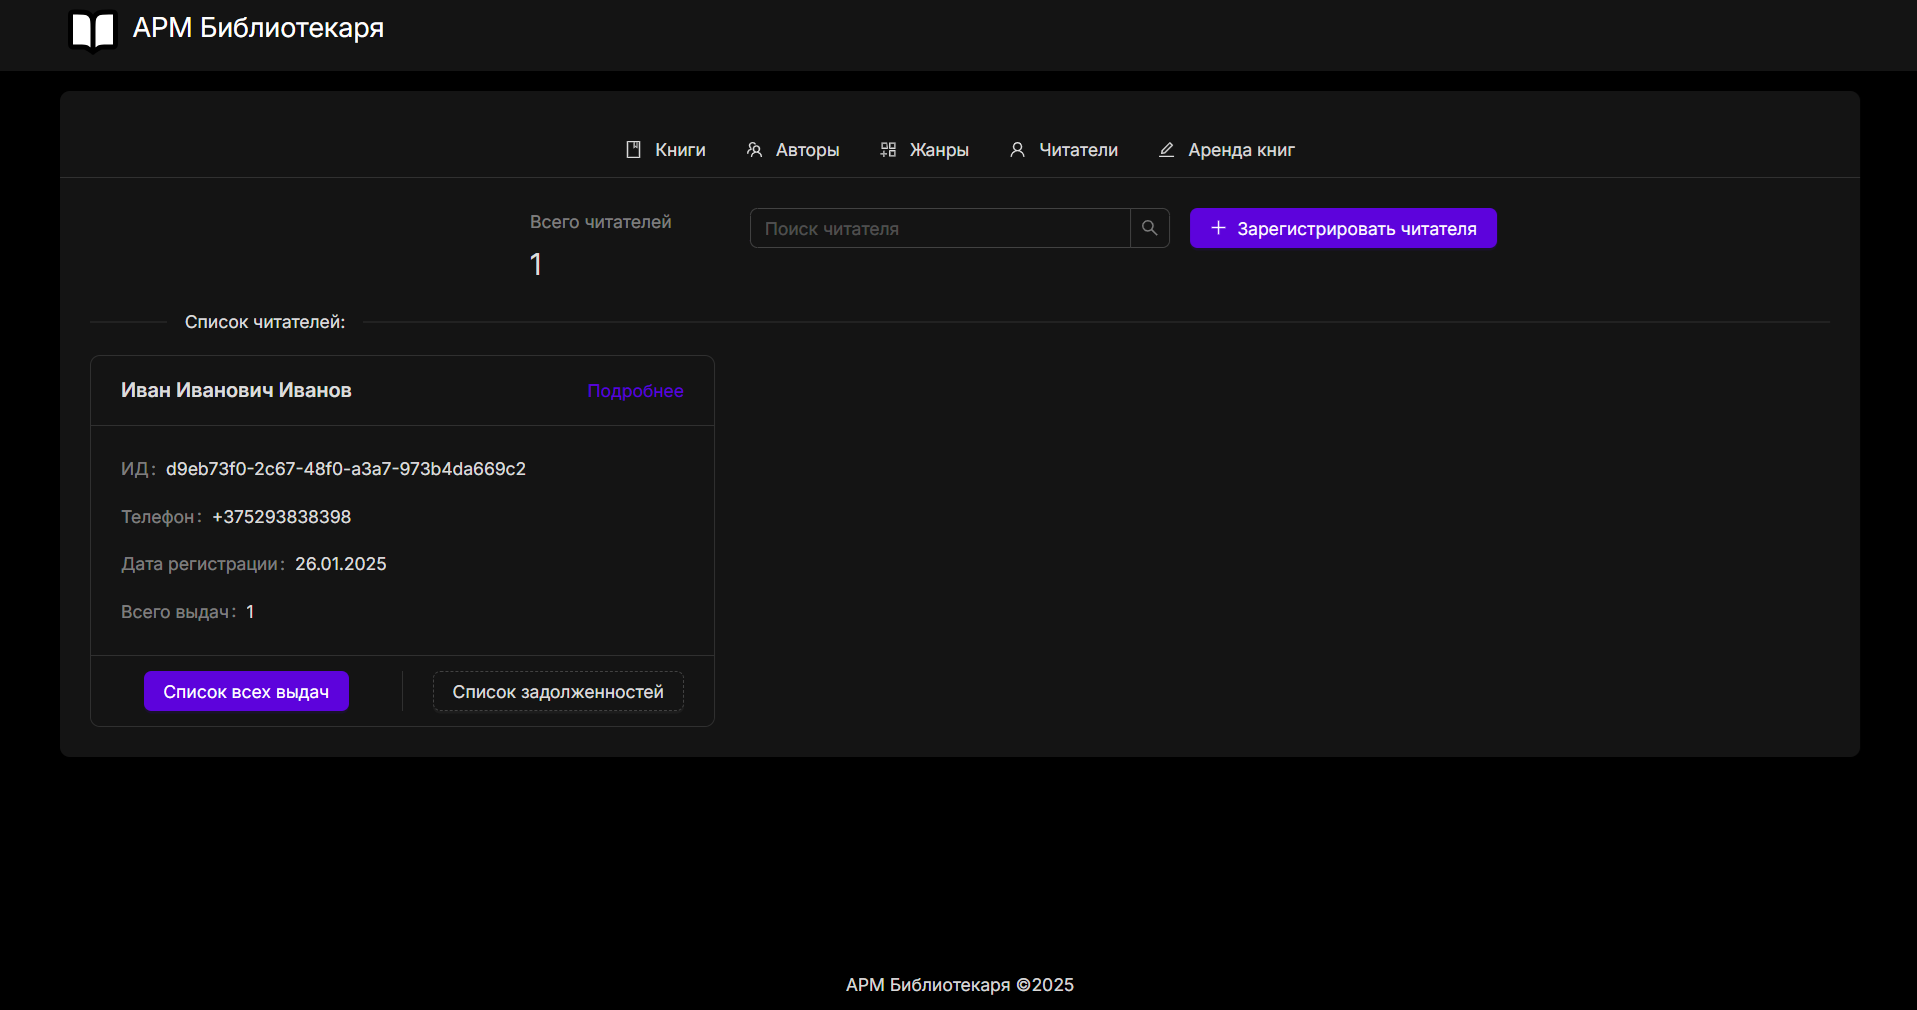 АРМ Библиотекаря
Книги Авторы Жанры Читатели Аренда книг
Всего читателей
1
Поиск читателя
Зарегистрировать читателя
Список читателей:
Иван Иванович Иванов
Подробнее
ИД: d9eb73f0-2c67-48f0-a3a7-973b4da669c2
Телефон: +375293838398
Дата регистрации: 26.01.2025
Всего выдач: 1
Список всех выдач
Список задолженностей
АРМ Библиотекаря ©2025